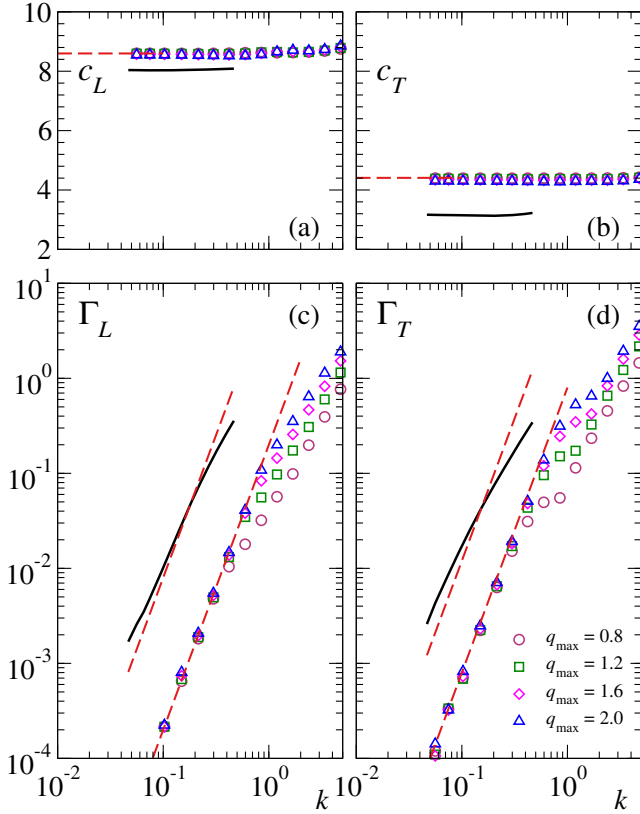 10
8
6
4
2
c_L
(a)
c_T
(b)
10^1
10^0
10^-1
10^-2
10^-3
10^-4
Γ_L
(c)
Γ_T
(d)
q_max = 0.8
q_max = 1.2
q_max = 1.6
q_max = 2.0
10^-2
10^-1
10^0
k
10^-2
10^-1
10^0
k